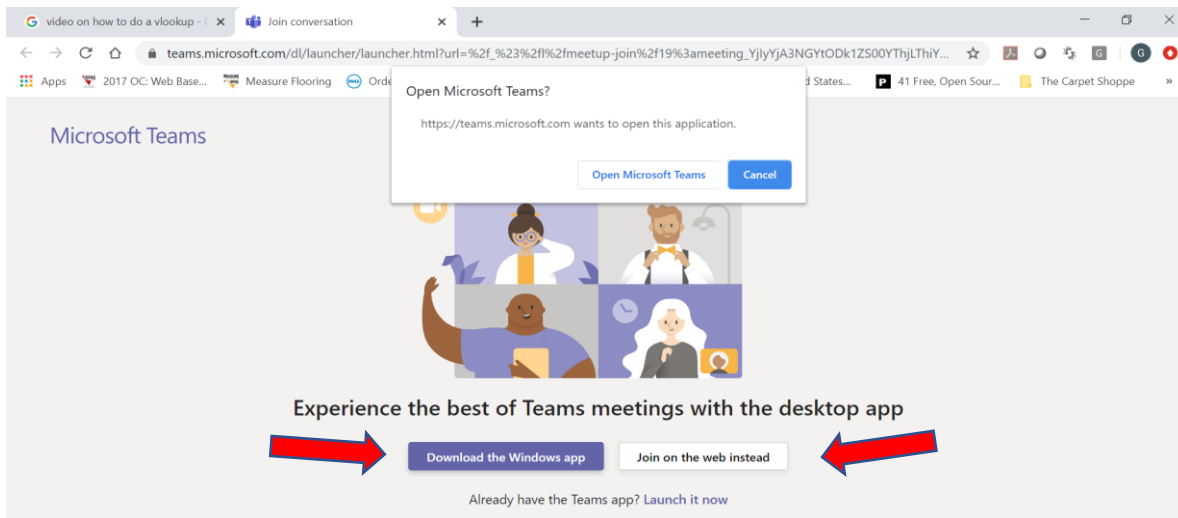 video on how to do a vlookup - G
Join conversation
teams.microsoft.com/dl/launcher/launcher.html?url=%2f_%23%2fl%2fmeetup-join%2f19%3ameeting_YjIyYjA3NGYtODk1ZS00YThjLThiY...
G
G
Apps
2017 OC: Web Base...
Measure Flooring
Orde
d States...
41 Free, Open Sour...
The Carpet Shoppe
»
Open Microsoft Teams?
https://teams.microsoft.com wants to open this application.
Open Microsoft Teams
Cancel
Microsoft Teams
Experience the best of Teams meetings with the desktop app
Download the Windows app
Join on the web instead
Already have the Teams app? Launch it now